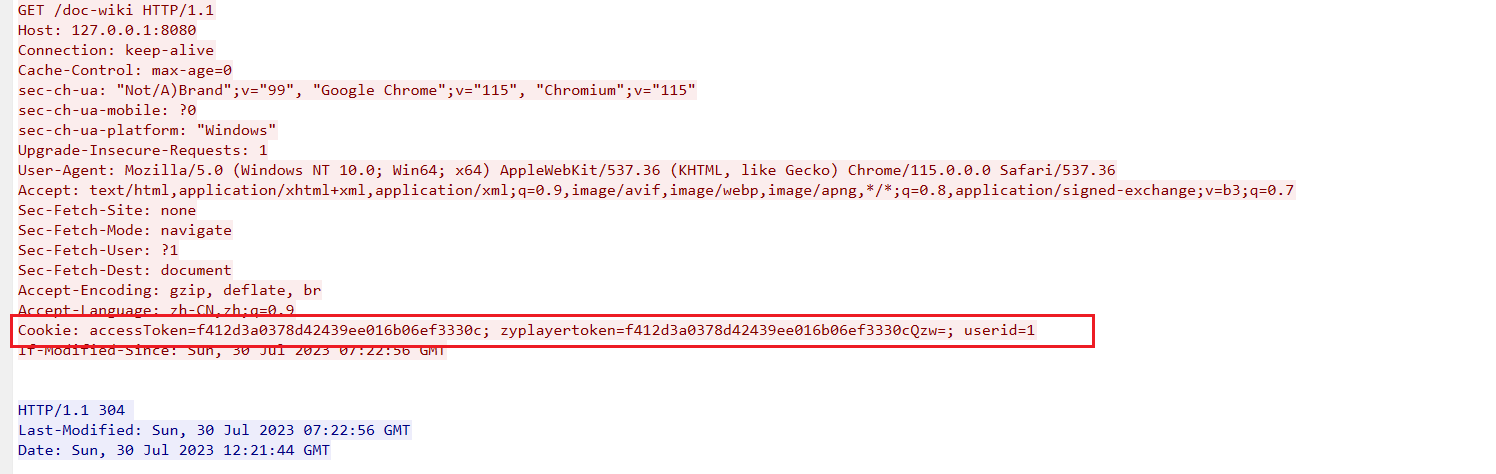 GET /doc-wiki HTTP/1.1
Host: 127.0.0.1:8080
Connection: keep-alive
Cache-Control: max-age=0
sec-ch-ua: "Not/A)Brand";v="99", "Google Chrome";v="115", "Chromium";v="115"
sec-ch-ua-mobile: ?0
sec-ch-ua-platform: "Windows"
Upgrade-Insecure-Requests: 1
User-Agent: Mozilla/5.0 (Windows NT 10.0; Win64; x64) AppleWebKit/537.36 (KHTML, like Gecko) Chrome/115.0.0.0 Safari/537.36
Accept: text/html,application/xhtml+xml,application/xml;q=0.9,image/avif,image/webp,image/apng,*/*;q=0.8,application/signed-exchange;v=b3;q=0.7
Sec-Fetch-Site: none
Sec-Fetch-Mode: navigate
Sec-Fetch-User: ?1
Sec-Fetch-Dest: document
Accept-Encoding: gzip, deflate, br
Accept-Language: zh-CN,zh;q=0.9
Cookie: accessToken=f412d3a0378d42439ee016b06ef3330c; zyplayertoken=f412d3a0378d42439ee016b06ef3330cQzw=; userid=1
If-Modified-Since: Sun, 30 Jul 2023 07:22:56 GMT
HTTP/1.1 304
Last-Modified: Sun, 30 Jul 2023 07:22:56 GMT
Date: Sun, 30 Jul 2023 12:21:44 GMT